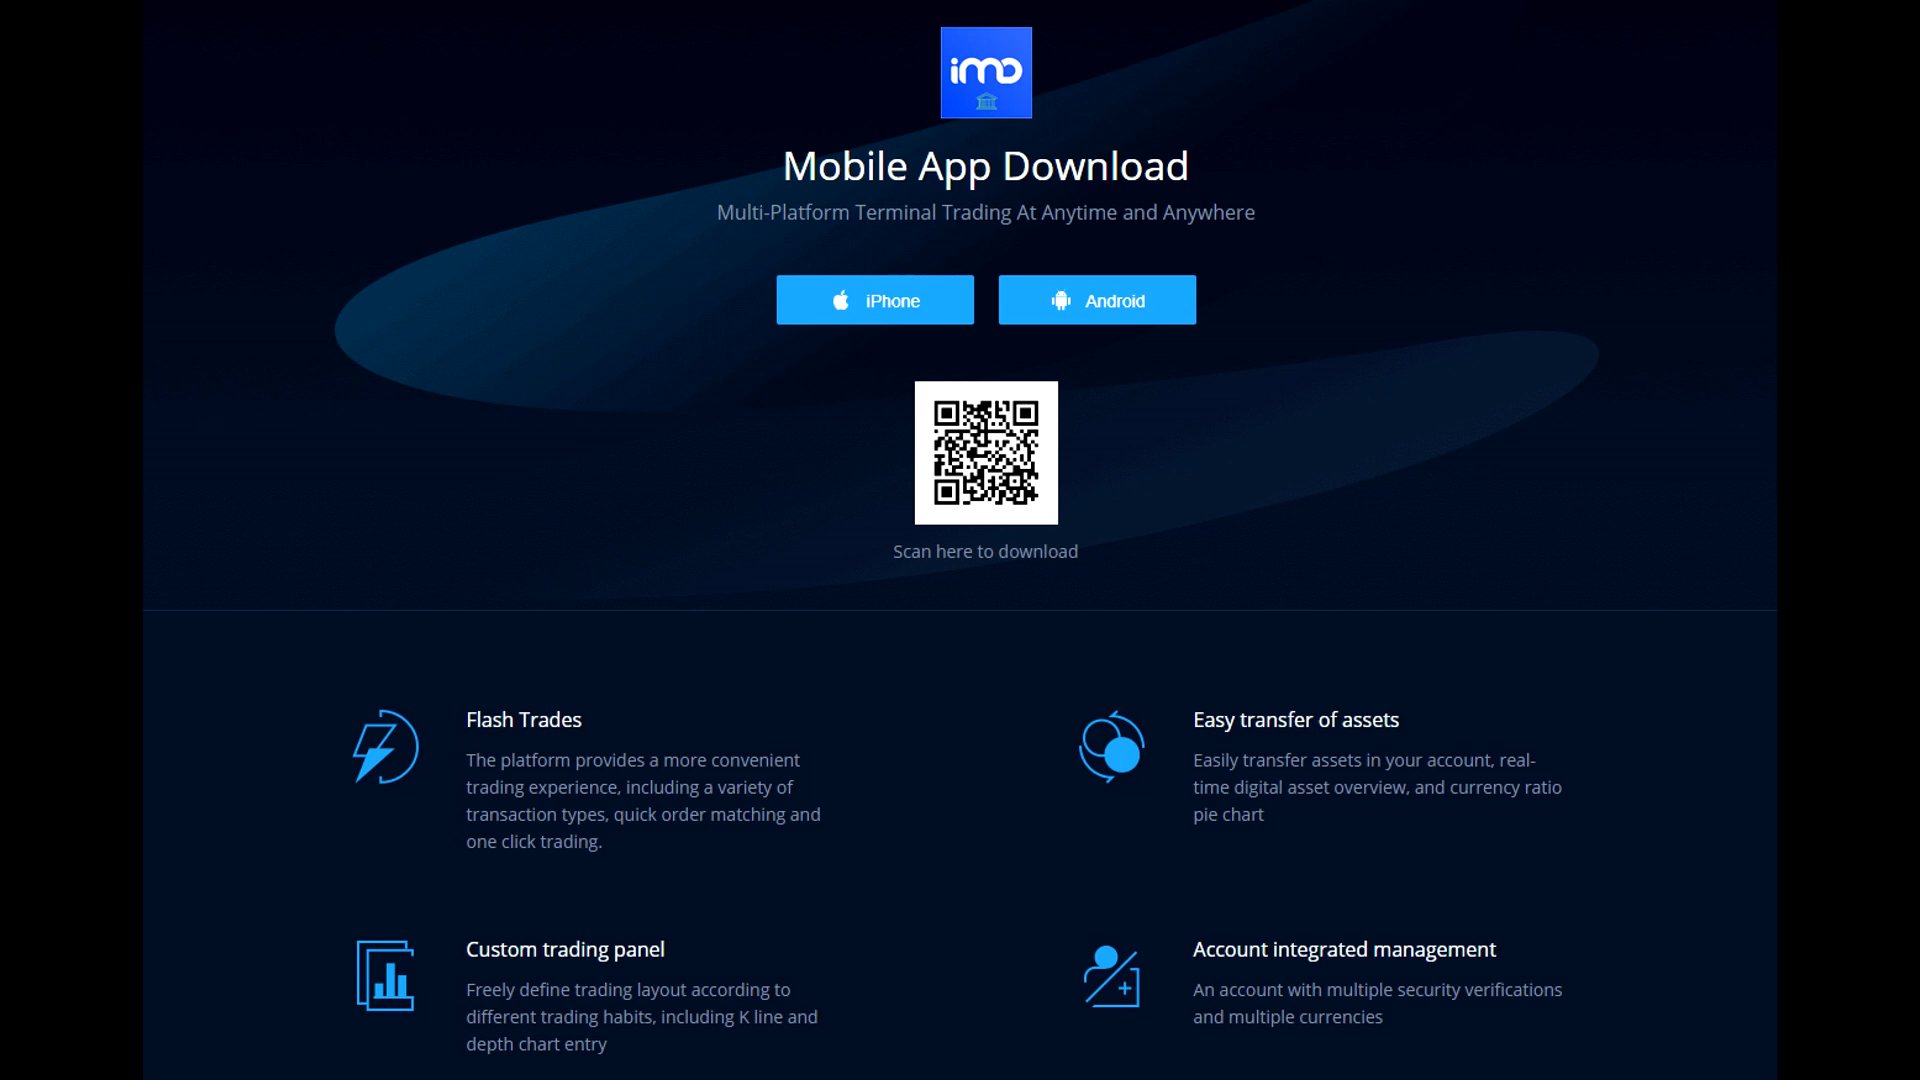 imo
Mobile App Download
Multi-Platform Terminal Trading At Anytime and Anywhere
iPhone
Android
Scan here to download
Flash Trades
The platform provides a more convenient
trading experience, including a variety of
transaction types, quick order matching and
one click trading.
Easy transfer of assets
Easily transfer assets in your account, real-
time digital asset overview, and currency ratio
pie chart
Custom trading panel
Freely define trading layout according to
different trading habits, including K line and
depth chart entry
Account integrated management
An account with multiple security verifications
and multiple currencies